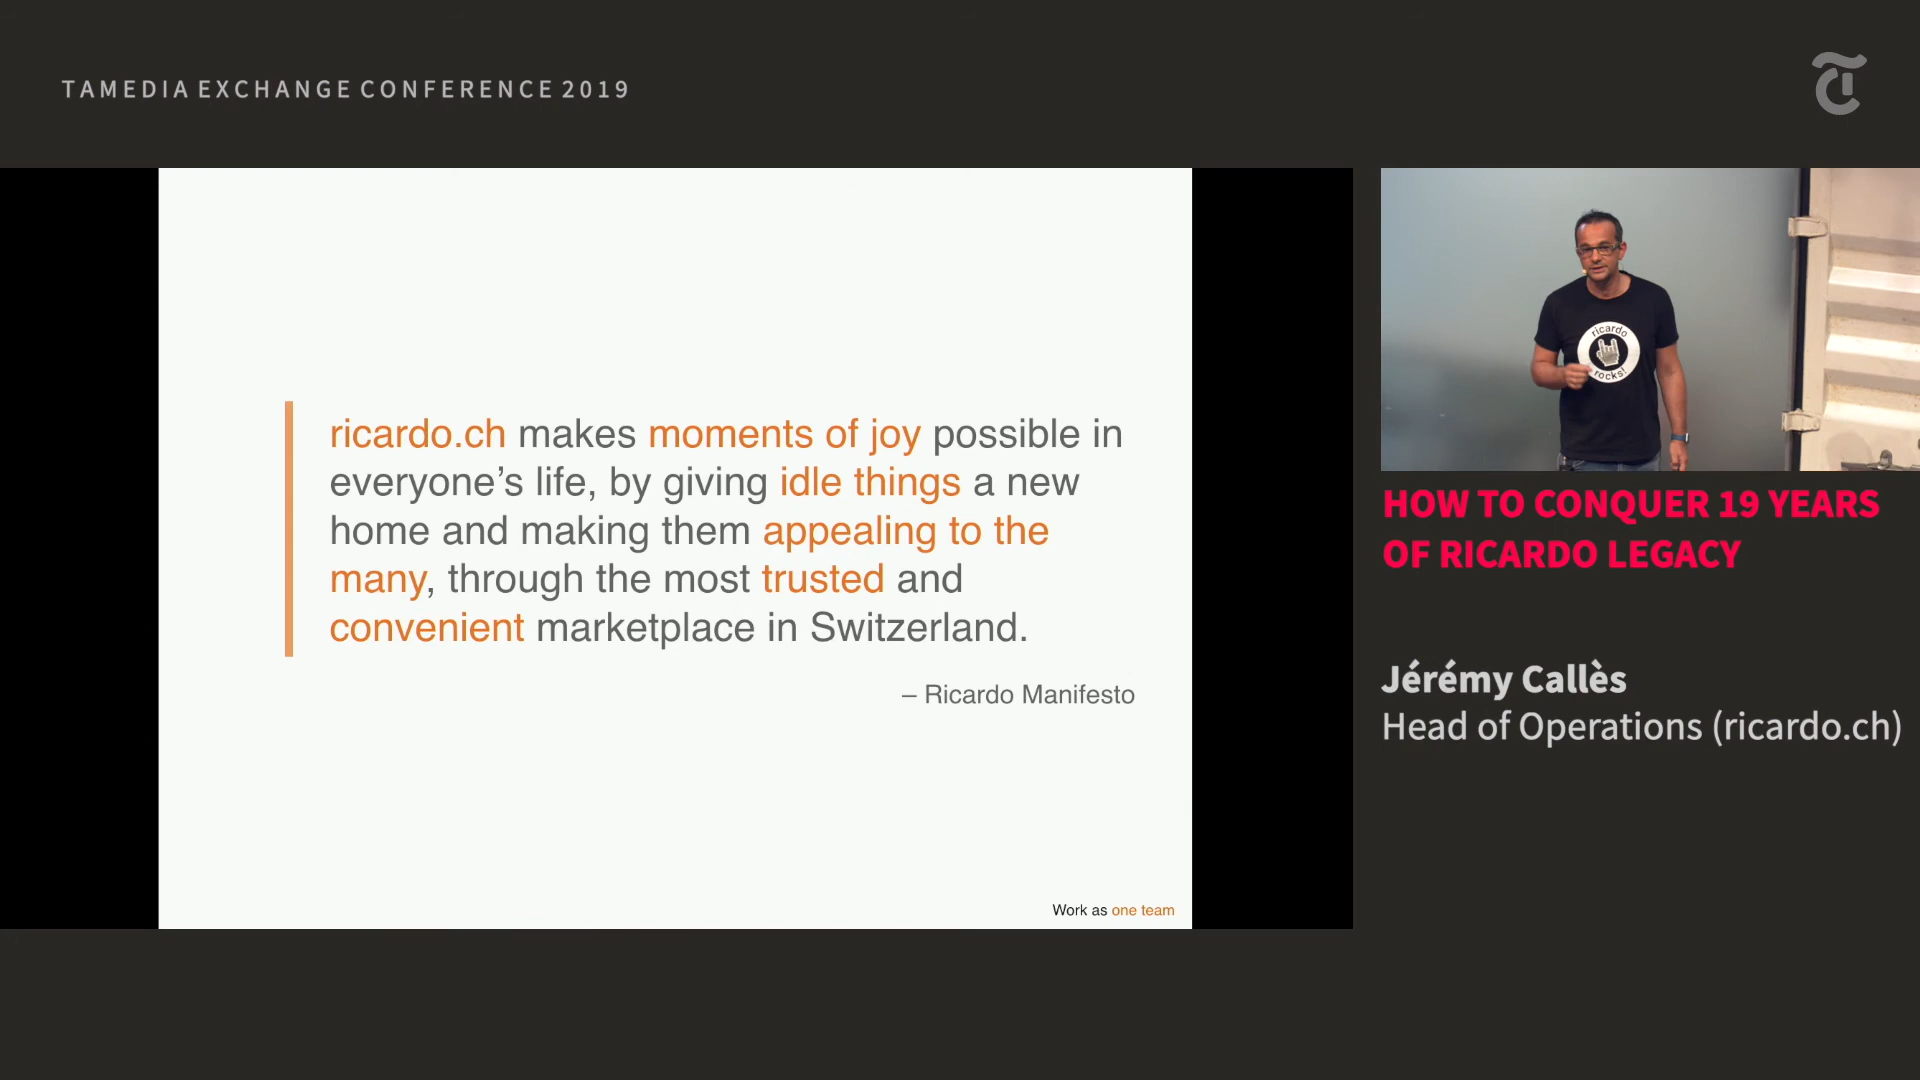 TAMEDIA EXCHANGE CONFERENCE 2019
ricardo.ch makes moments of joy possible in
everyone’s life, by giving idle things a new
home and making them appealing to the
many, through the most trusted and
convenient marketplace in Switzerland.
– Ricardo Manifesto
Work as one team
ricardo
rocks!
HOW TO CONQUER 19 YEARS
OF RICARDO LEGACY
Jérémy Callès
Head of Operations (ricardo.ch)